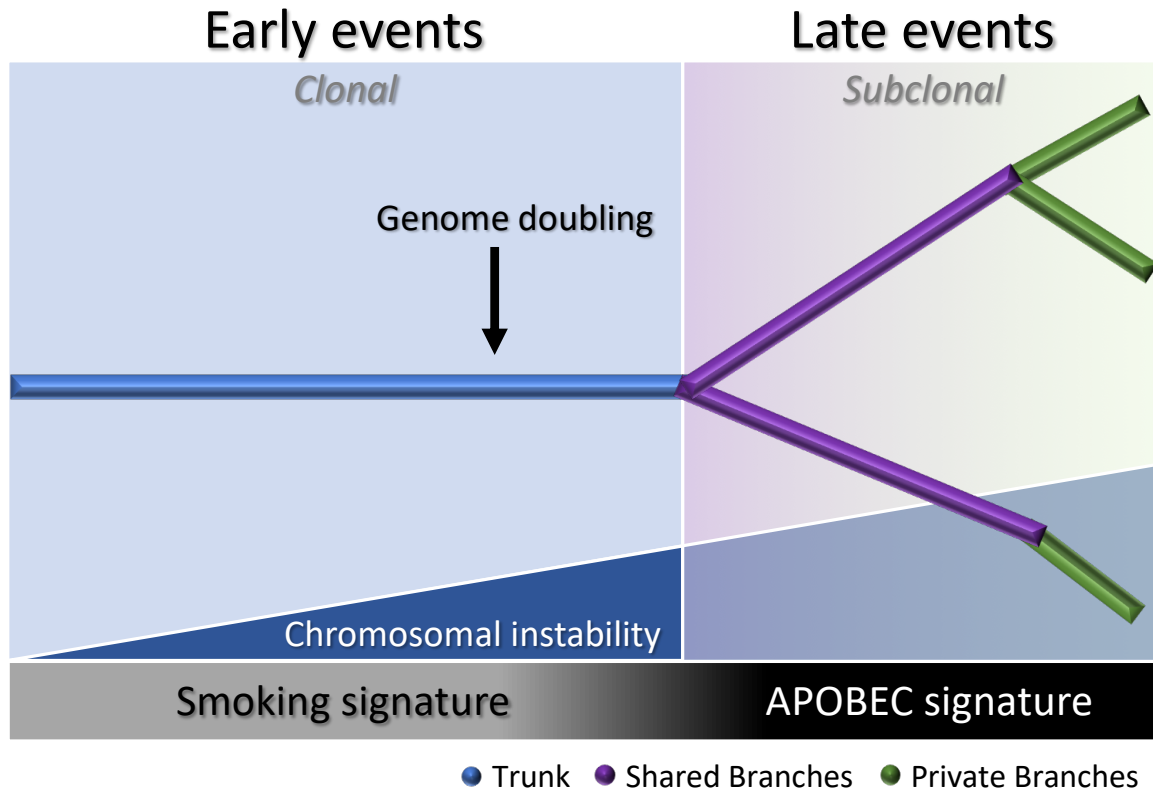 Early events
Late events
Clonal
Subclonal
Genome doubling
Chromosomal instability
Smoking signature
APOBEC signature
Trunk
Shared Branches
Private Branches